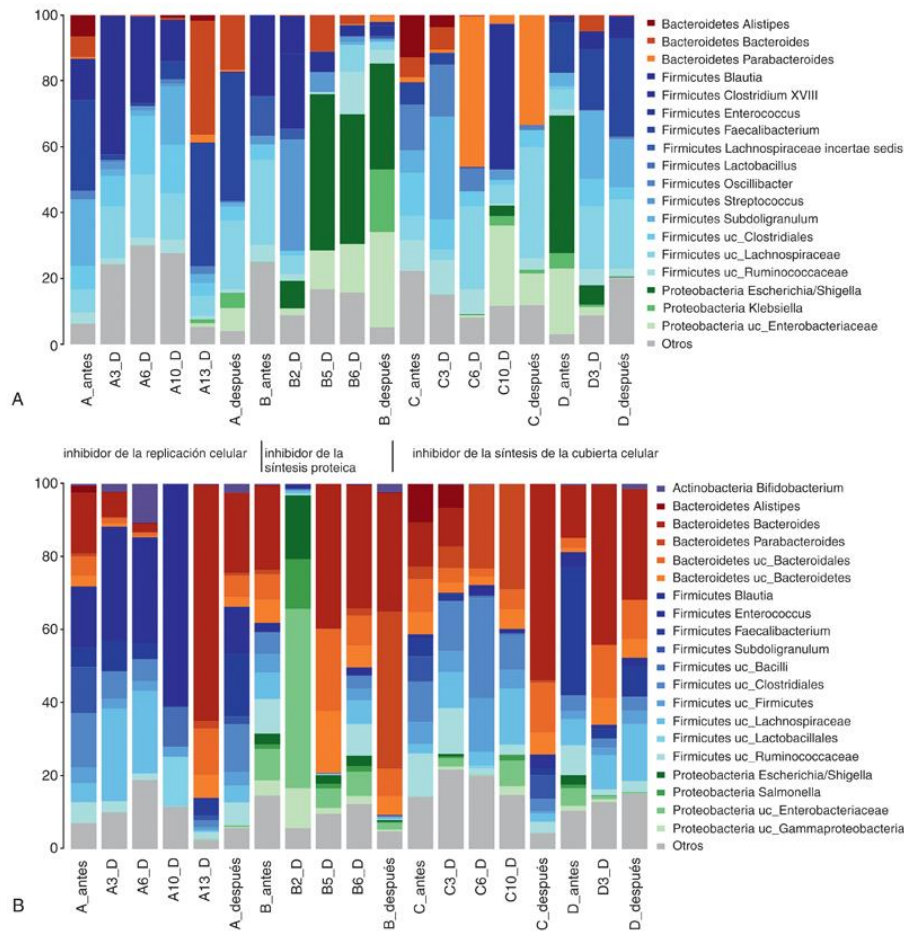 100
80
60
40
20
0
A_antes
A3_D
A6_D
A10_D
A13_D
A_después
B_antes
B2_D
B5_D
B6_D
B_después
C_antes
C3_D
C6_D
C10_D
C_después
D_antes
D3_D
D_después
A
Bacteroidetes Alistipes
Bacteroidetes Bacteroides
Bacteroidetes Parabacteroides
Firmicutes Blautia
Firmicutes Clostridium XVIII
Firmicutes Enterococcus
Firmicutes Faecalibacterium
Firmicutes Lachnospiraceae incertae sedis
Firmicutes Lactobacillus
Firmicutes Oscillibacter
Firmicutes Streptococcus
Firmicutes Subdoligranulum
Firmicutes uc_Clostridiales
Firmicutes uc_Lachnospiraceae
Firmicutes uc_Ruminococcaceae
Proteobacteria Escherichia/Shigella
Proteobacteria Klebsiella
Proteobacteria uc_Enterobacteriaceae
Otros
inhibidor de la replicación celular
inhibidor de la
síntesis proteica
inhibidor de la síntesis de la cubierta celular
100
80
60
40
20
0
A_antes
A3_D
A6_D
A10_D
A13_D
A_después
B_antes
B2_D
B5_D
B6_D
B_después
C_antes
C3_D
C6_D
C10_D
C_después
D_antes
D3_D
D_después
B
Actinobacteria Bifidobacterium
Bacteroidetes Alistipes
Bacteroidetes Bacteroides
Bacteroidetes Parabacteroides
Bacteroidetes uc_Bacteroidales
Bacteroidetes uc_Bacteroidetes
Firmicutes Blautia
Firmicutes Enterococcus
Firmicutes Faecalibacterium
Firmicutes Subdoligranulum
Firmicutes uc_Bacilli
Firmicutes uc_Clostridiales
Firmicutes uc_Firmicutes
Firmicutes uc_Lachnospiraceae
Firmicutes uc_Lactobacillales
Firmicutes uc_Ruminococcaceae
Proteobacteria Escherichia/Shigella
Proteobacteria Salmonella
Proteobacteria uc_Enterobacteriaceae
Proteobacteria uc_Gammaproteobacteria
Otros